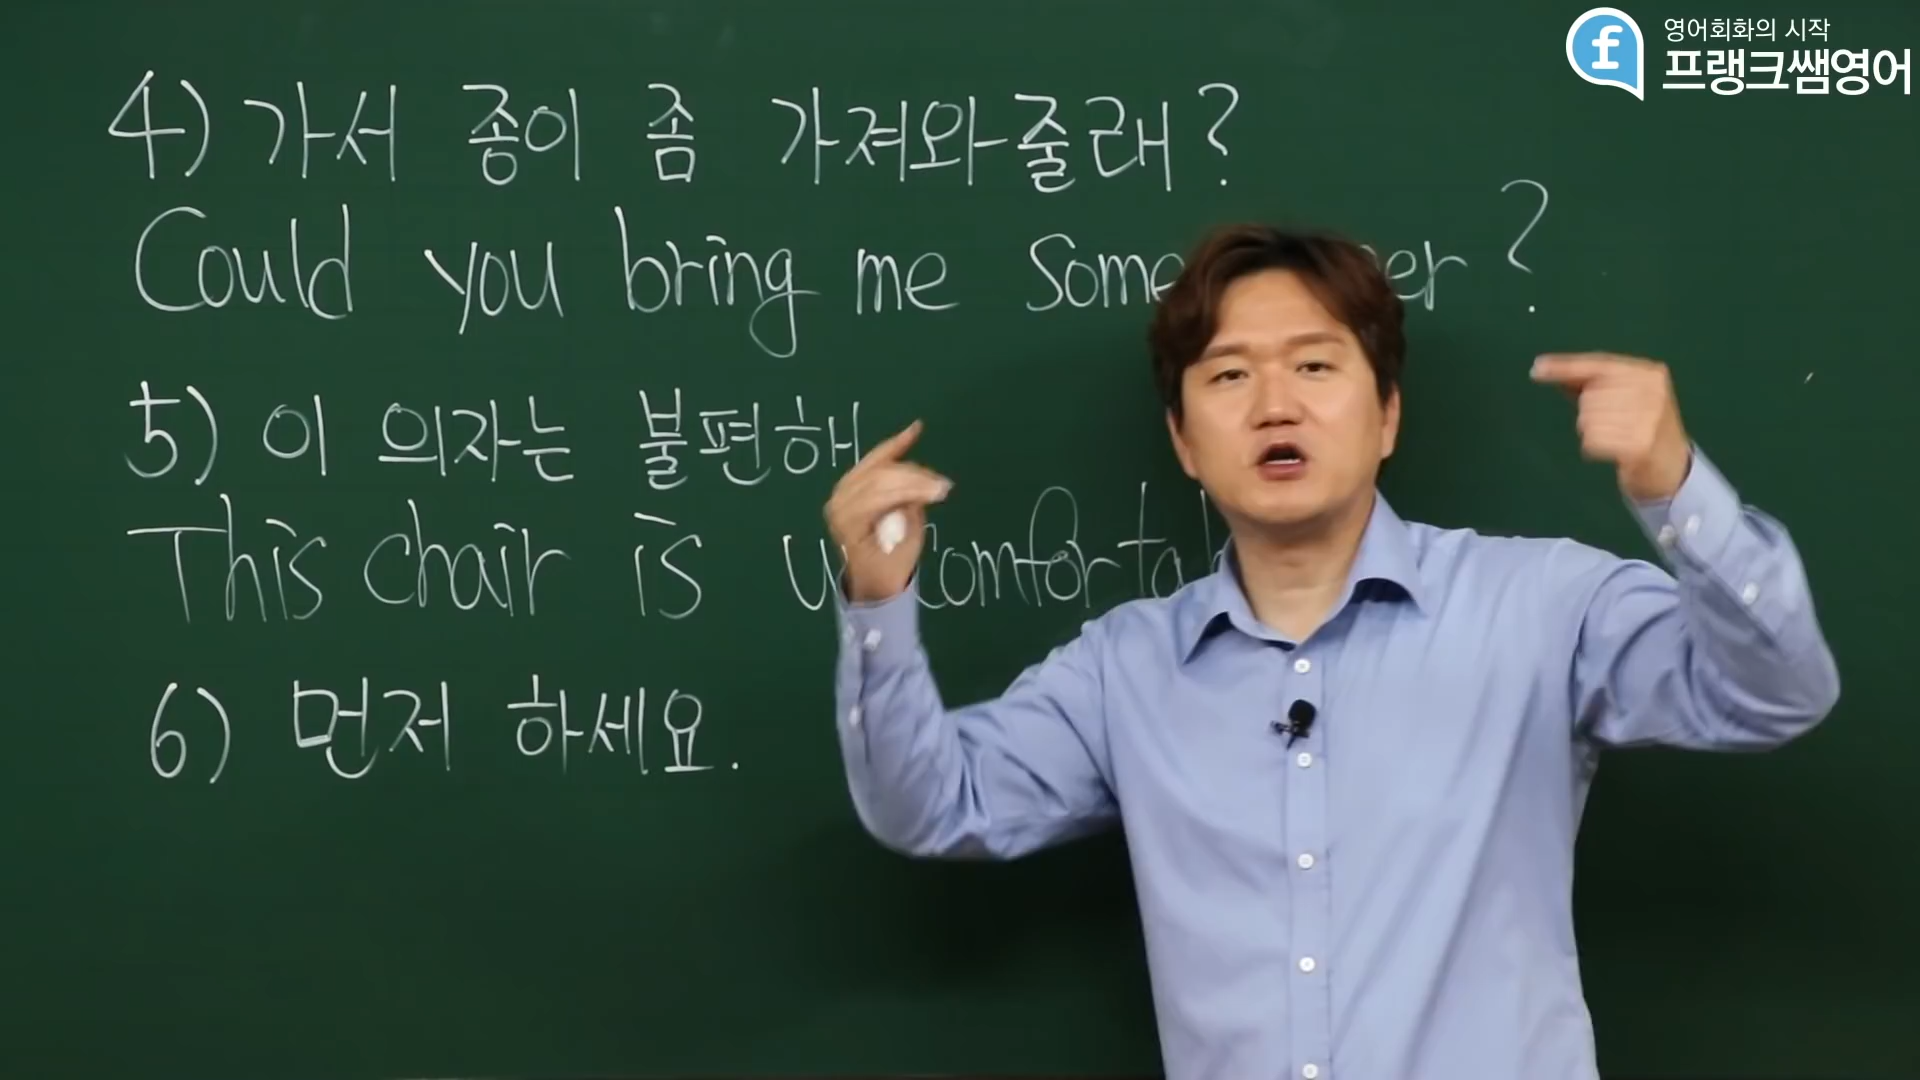 영어회화의 시작
프랭크쌤영어
4) 가서 종이 좀 가져와줄래?
Could you bring me some ?
5) 이 의자는 불편해
This chair is
6) 먼저 하세요.